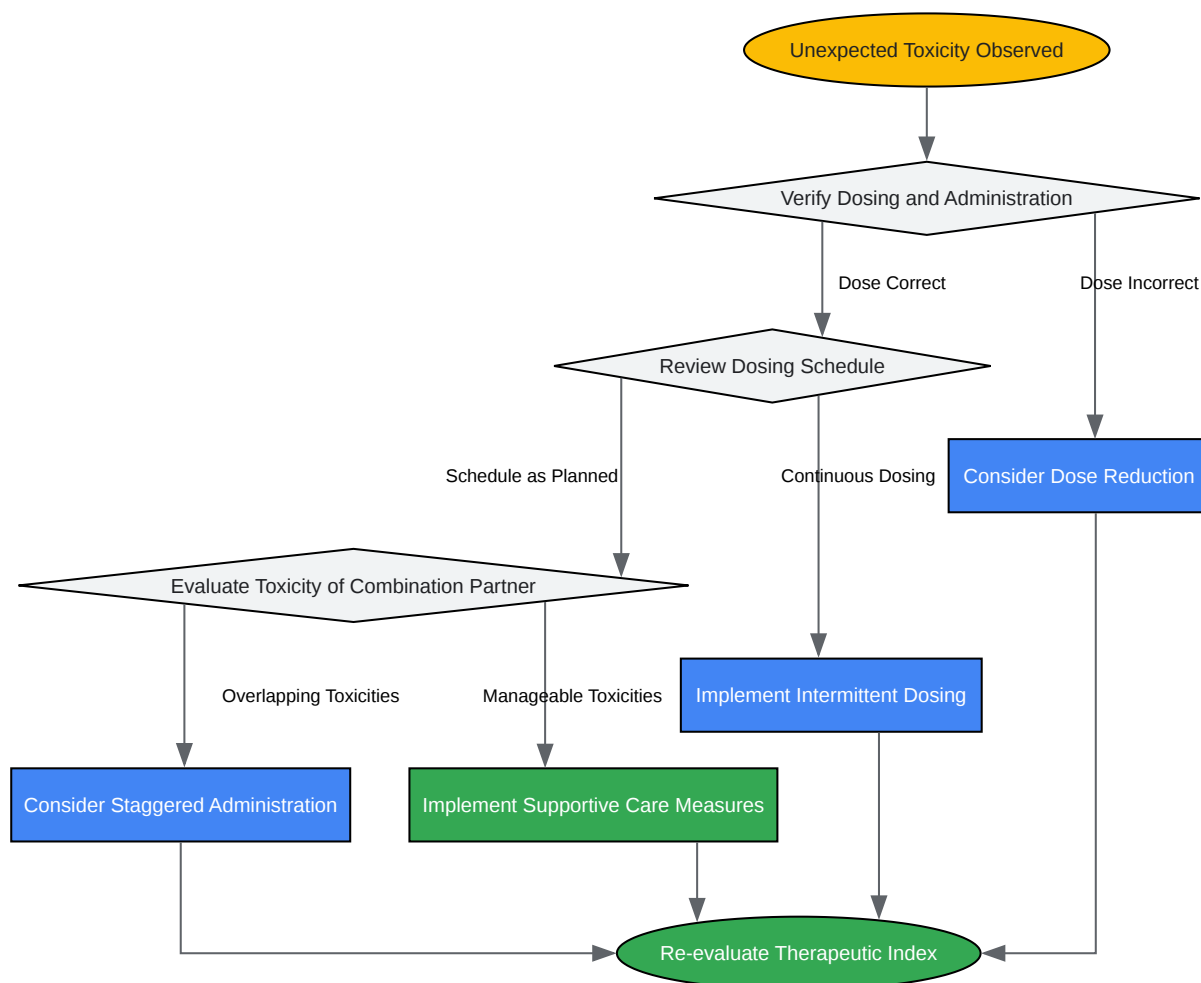 Unexpected Toxicity Observed
Verify Dosing and Administration
Dose Correct
Dose Incorrect
Review Dosing Schedule
Schedule as Planned
Continuous Dosing
Consider Dose Reduction
Evaluate Toxicity of Combination Partner
Overlapping Toxicities
Manageable Toxicities
Implement Intermittent Dosing
Consider Staggered Administration
Implement Supportive Care Measures
Re-evaluate Therapeutic Index